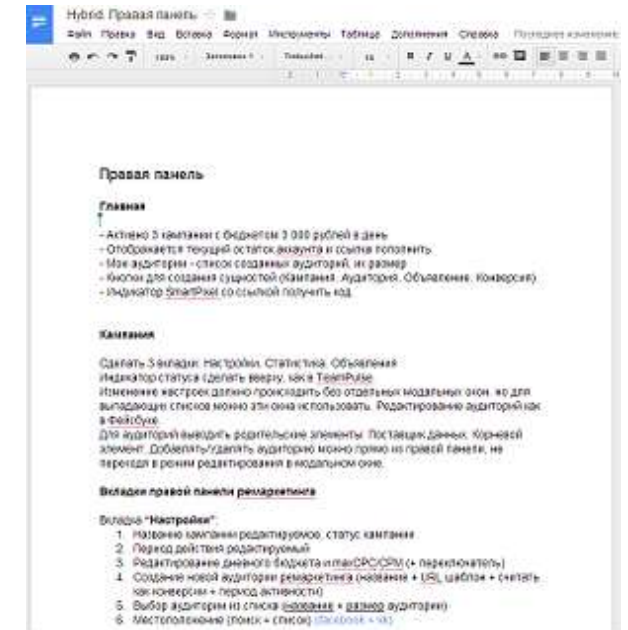 Hybrid. Правая панель
Файл Правка Вид Вставка Формат Инструменты Таблица Дополнения Справка Последнее изменение
100% Заголовок 1 Trebuchet... B I U A
Правая панель
Главная
- Активно 3 кампании с бюджетом 3 000 рублей в день
- Отображается текущий остаток аккаунта и ссылка пополнить
- Мои аудитории - список созданных аудиторий, их размер
- Кнопки для создания сущностей (Кампания, Аудитория, Объявление, Конверсия)
- Индикатор SmartPixel со ссылкой получить код
Кампания
Сделать 3 вкладки: Настройки, Статистика, Объявления
Индикатор статуса сделать вверху, как в TeamPulse
Изменение настроек должно происходить без отдельных модальных окон, но для
выпадающих списков можно эти окна использовать. Редактирование аудиторий как
в Фейсбуке.
Для аудиторий выводить родительские элементы: Поставщик данных, Корневой
элемент. Добавлять/удалять аудиторию можно прямо из правой панели, не
переходя в режим редактирования в модальном окне.
Вкладки правой панели ремаркетинга
Вкладка "Настройки":
1. Название кампании редактируемое, статус кампании
2. Период действия редактируемый
3. Редактирование дневного бюджета и maxCPC/CPM (+ переключатель)
4. Создание новой аудитории ремаркетинга (название + URL шаблон + считать
как конверсии + период активности)
5. Выбор аудитории из списка (название + размер аудитории)
6. Местоположение (поиск + список) (facebook + vk)